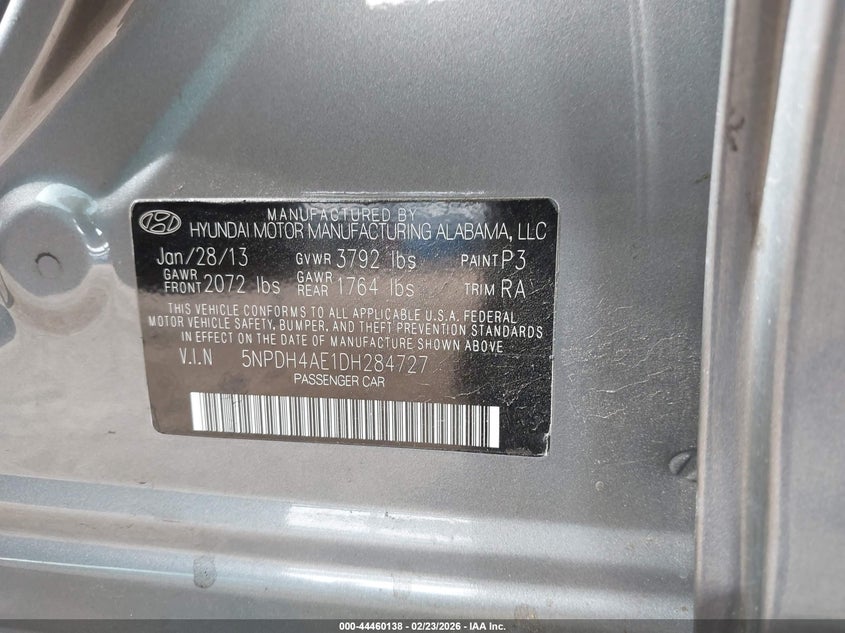 MANUFACTURED BY
HYUNDAI MOTOR MANUFACTURING ALABAMA, LLC
Jan/28/13 GVWR 3792 lbs PAINT P3
GAWR FRONT 2072 lbs GAWR REAR 1764 lbs TRIM RA
THIS VEHICLE CONFORMS TO ALL APPLICABLE U.S.A. FEDERAL
MOTOR VEHICLE SAFETY, BUMPER, AND THEFT PREVENTION STANDARDS
IN EFFECT ON THE DATE OF MANUFACTURE SHOWN ABOVE
V.I.N 5NPDH4AE1DH284727
PASSENGER CAR
000-44460138 - 02/23/2026 - IAA Inc.